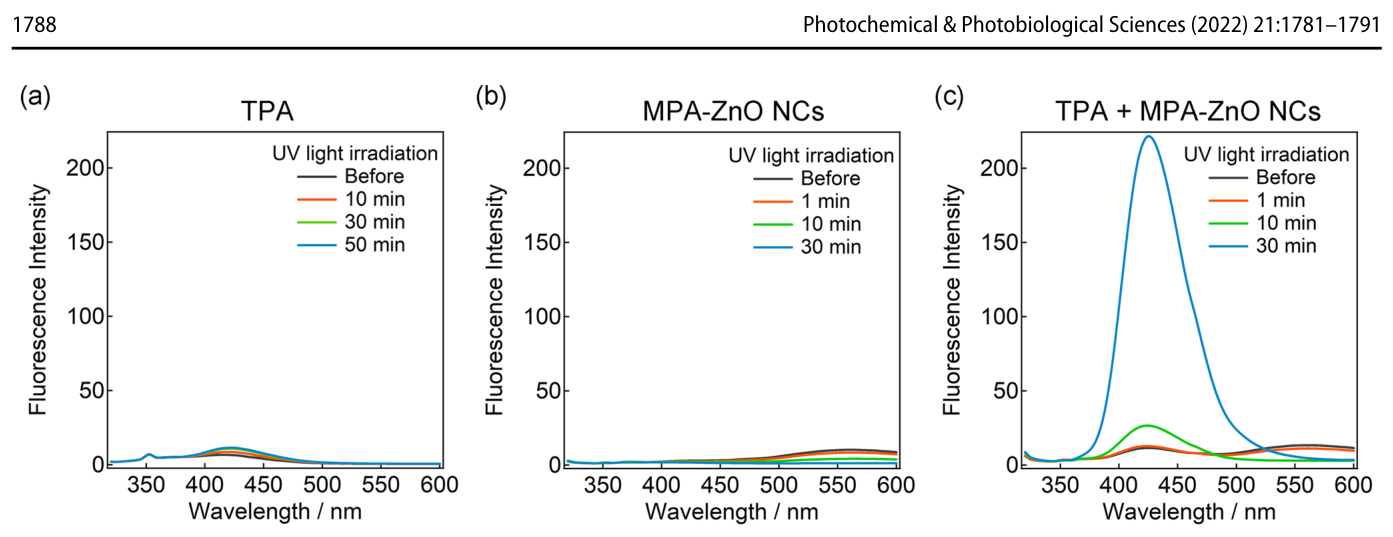 1788
Photochemical & Photobiological Sciences (2022) 21:1781–1791
(a)
TPA
UV light irradiation
Before
10 min
30 min
50 min
200
150
100
50
0
350 400 450 500 550 600
Fluorescence Intensity
Wavelength / nm
(b)
MPA-ZnO NCs
UV light irradiation
Before
1 min
10 min
30 min
200
150
100
50
0
350 400 450 500 550 600
Fluorescence Intensity
Wavelength / nm
(c)
TPA + MPA-ZnO NCs
UV light irradiation
Before
1 min
10 min
30 min
200
150
100
50
0
350 400 450 500 550 600
Fluorescence Intensity
Wavelength / nm